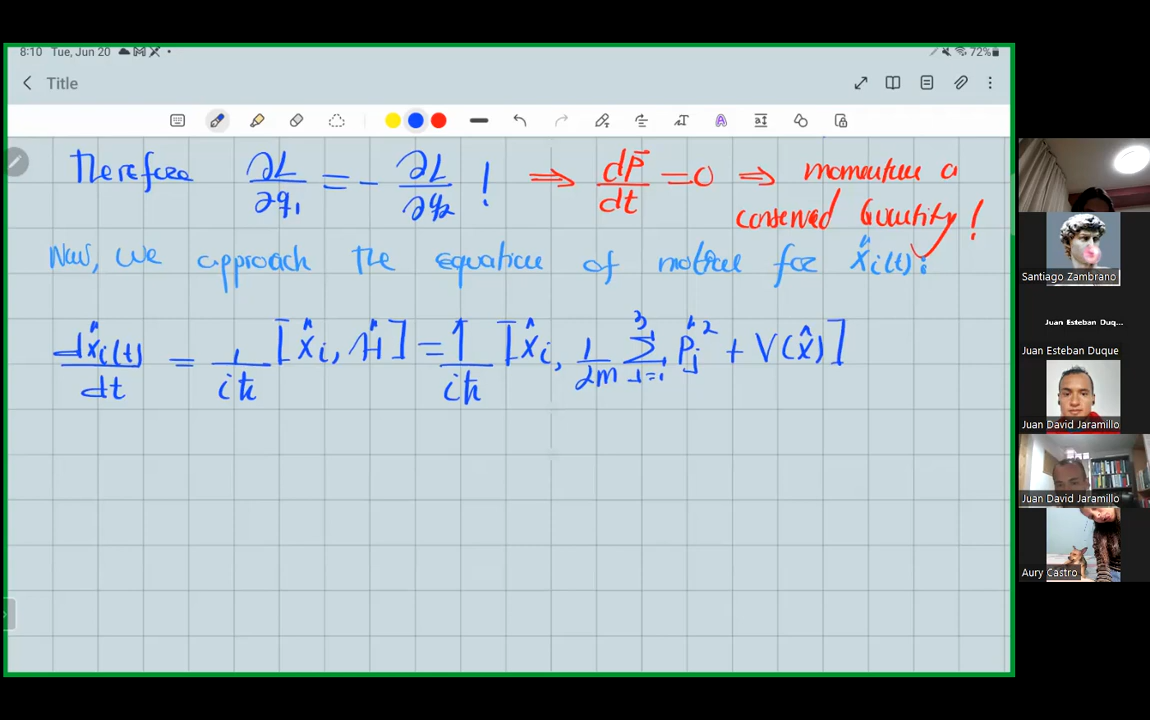 8:10 Tue, Jun 20
72%
Title
Therefore ∂L/∂q₁ = - ∂L/∂q₂ ! ⇒ dP̄/dt = 0 ⇒ momentum a
conserved Quantity!
Now, we approach the equation of motion for x̂ᵢ(t):
dx̂ᵢ(t)/dt = 1/iħ [x̂ᵢ, Ĥ] = 1/iħ [x̂ᵢ, 1/2m Σ³ⱼ₌₁ p̂ⱼ² + V(x̂)]
Santiago Zambrano
Juan Esteban Duq...
Juan Esteban Duque
Juan David Jaramillo
Juan David Jaramillo
Aury Castro